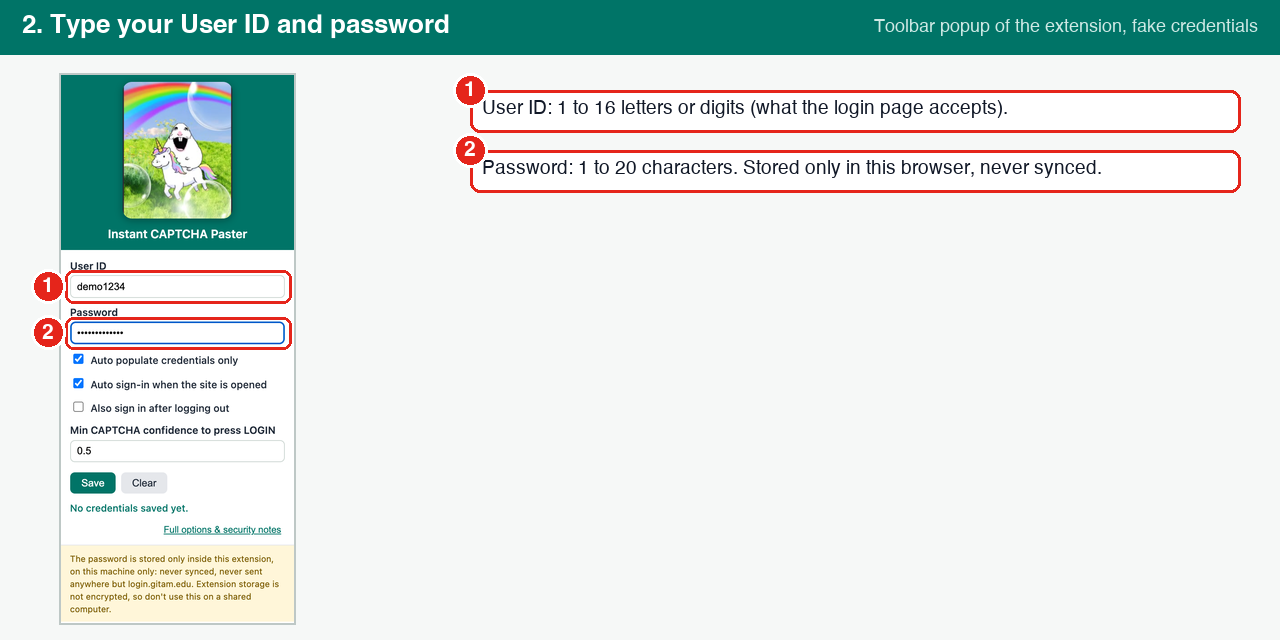 2. Type your User ID and password
Toolbar popup of the extension, fake credentials
Instant CAPTCHA Paster
User ID
1
demo1234
Password
2
•••••••••••••
Auto populate credentials only
Auto sign-in when the site is opened
Also sign in after logging out
Min CAPTCHA confidence to press LOGIN
0.5
Save Clear
No credentials saved yet.
Full options & security notes
The password is stored only inside this extension,
on this machine only: never synced, never sent
anywhere but login.gitam.edu. Extension storage is
not encrypted, so don't use this on a shared
computer.
1
User ID: 1 to 16 letters or digits (what the login page accepts).
2
Password: 1 to 20 characters. Stored only in this browser, never synced.